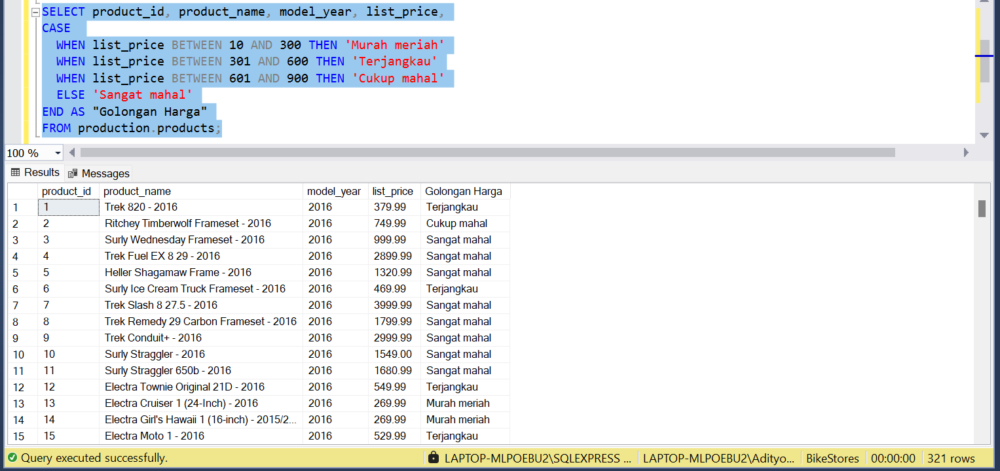 SELECT product_id, product_name, model_year, list_price,
CASE
WHEN list_price BETWEEN 10 AND 300 THEN 'Murah meriah'
WHEN list_price BETWEEN 301 AND 600 THEN 'Terjangkau'
WHEN list_price BETWEEN 601 AND 900 THEN 'Cukup mahal'
ELSE 'Sangat mahal'
END AS "Golongan Harga"
FROM production.products;
100 %
Results Messages
product_id product_name model_year list_price Golongan Harga
1 1 Trek 820 - 2016 2016 379.99 Terjangkau
2 2 Ritchey Timberwolf Frameset - 2016 2016 749.99 Cukup mahal
3 3 Surly Wednesday Frameset - 2016 2016 999.99 Sangat mahal
4 4 Trek Fuel EX 8 29 - 2016 2016 2899.99 Sangat mahal
5 5 Heller Shagamaw Frame - 2016 2016 1320.99 Sangat mahal
6 6 Surly Ice Cream Truck Frameset - 2016 2016 469.99 Terjangkau
7 7 Trek Slash 8 27.5 - 2016 2016 3999.99 Sangat mahal
8 8 Trek Remedy 29 Carbon Frameset - 2016 2016 1799.99 Sangat mahal
9 9 Trek Conduit+ - 2016 2016 2999.99 Sangat mahal
10 10 Surly Straggler - 2016 2016 1549.00 Sangat mahal
11 11 Surly Straggler 650b - 2016 2016 1680.99 Sangat mahal
12 12 Electra Townie Original 21D - 2016 2016 549.99 Terjangkau
13 13 Electra Cruiser 1 (24-Inch) - 2016 2016 269.99 Murah meriah
14 14 Electra Girl's Hawaii 1 (16-inch) - 2015/2... 2016 269.99 Murah meriah
15 15 Electra Moto 1 - 2016 2016 529.99 Terjangkau
Query executed successfully. LAPTOP-MLPOEBU2\SQLEXPRESS ... LAPTOP-MLPOEBU2\Adityo... BikeStores 00:00:00 321 rows